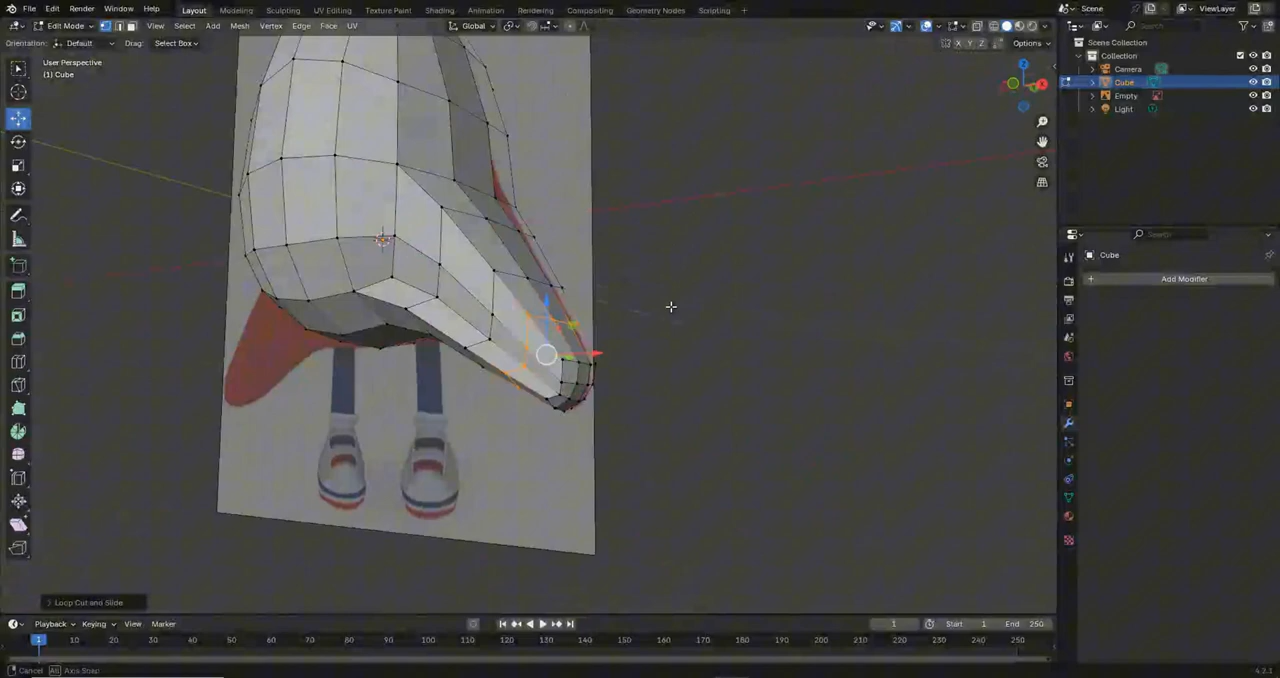 File Edit Render Window Help Layout Modeling Sculpting UV Editing Texture Paint Shading Animation Rendering Compositing Geometry Nodes Scripting + Scene ViewLayer
Edit Mode View Select Add Mesh Vertex Edge Face UV Global
Orientation: Default Drag: Select Box X Y Z Options
User Perspective
(1) Cube
Search
Scene Collection
Collection
Camera
Cube
Empty
Light
Search
Cube
+ Add Modifier
Loop Cut and Slide
Playback Keying View Marker 1 Start 1 End 250
1 10 20 30 40 50 60 70 80 90 100 110 120 130 140 150 160 170 180 190 200 210 220 230 240 250
Cancel Alt Axis Snap